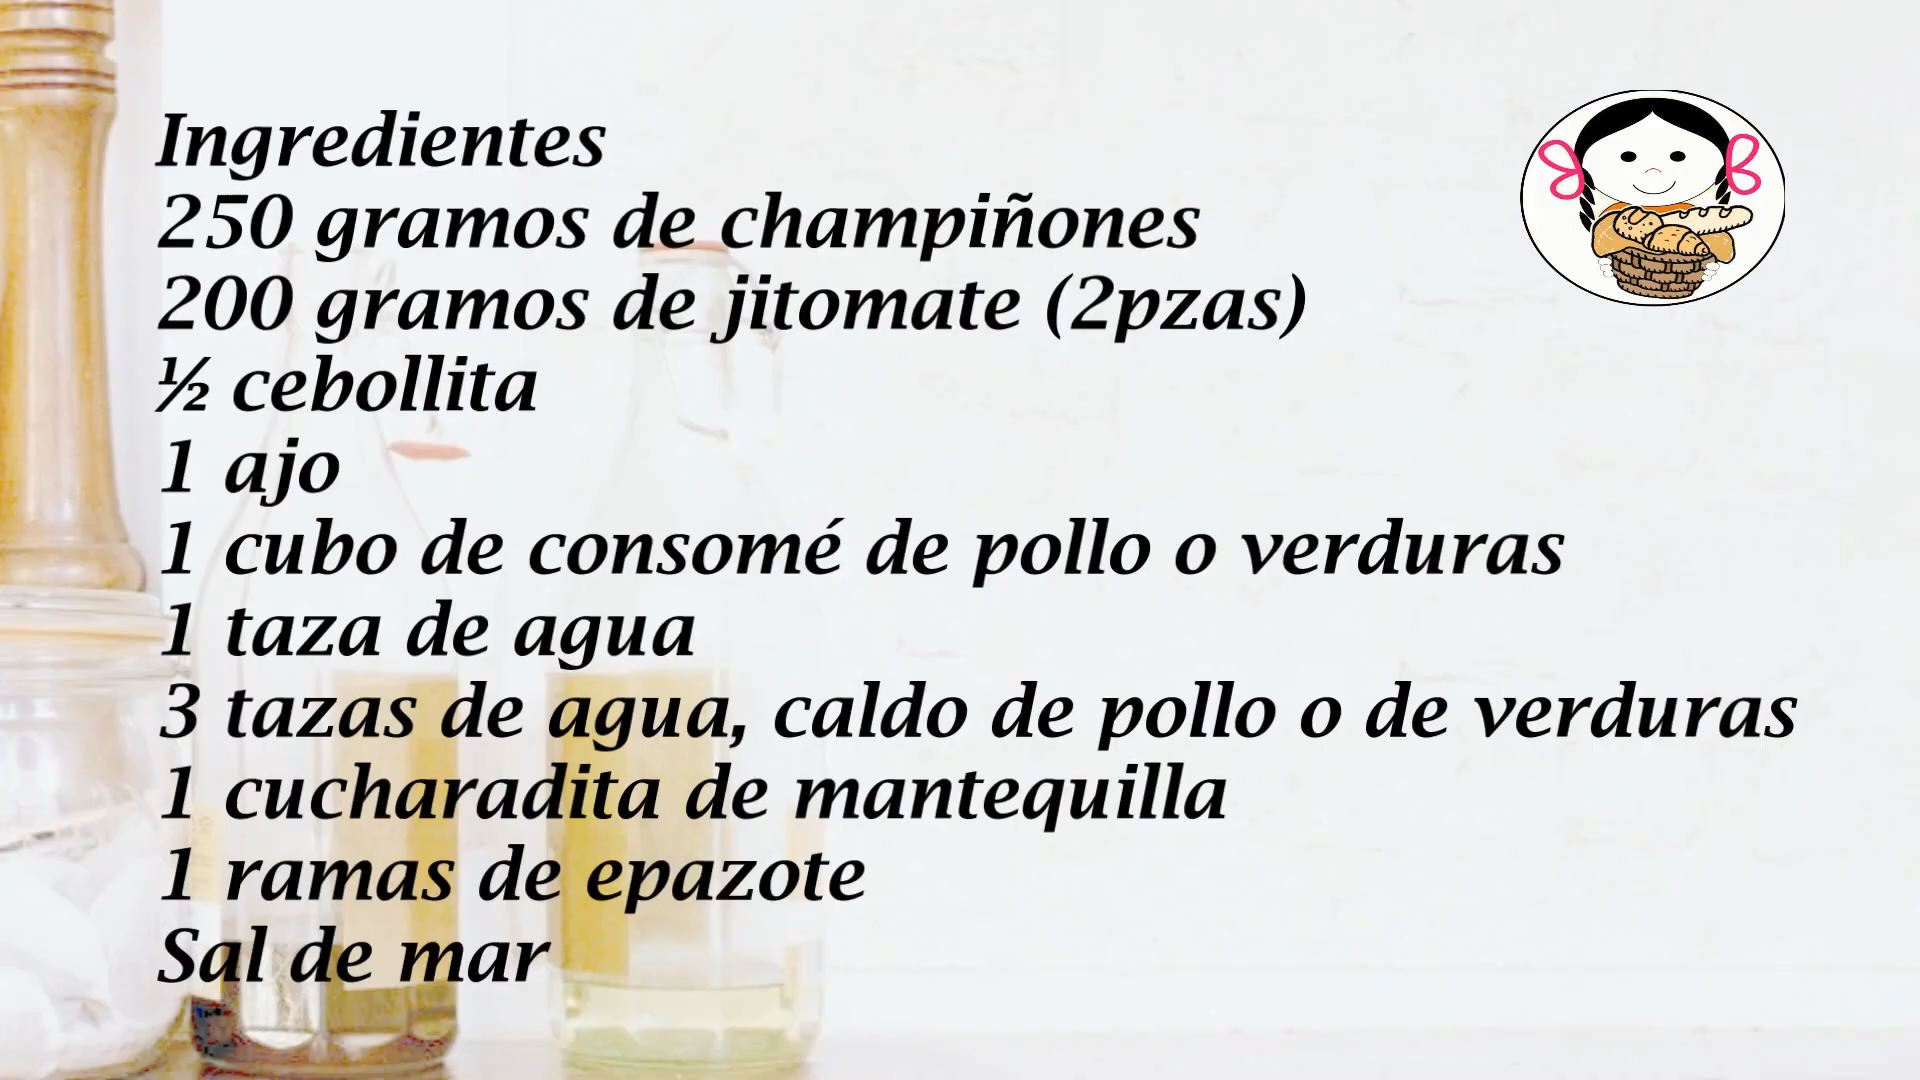 Ingredientes
250 gramos de champiñones
200 gramos de jitomate (2pzas)
½ cebollita
1 ajo
1 cubo de consomé de pollo o verduras
1 taza de agua
3 tazas de agua, caldo de pollo o de verduras
1 cucharadita de mantequilla
1 ramas de epazote
Sal de mar